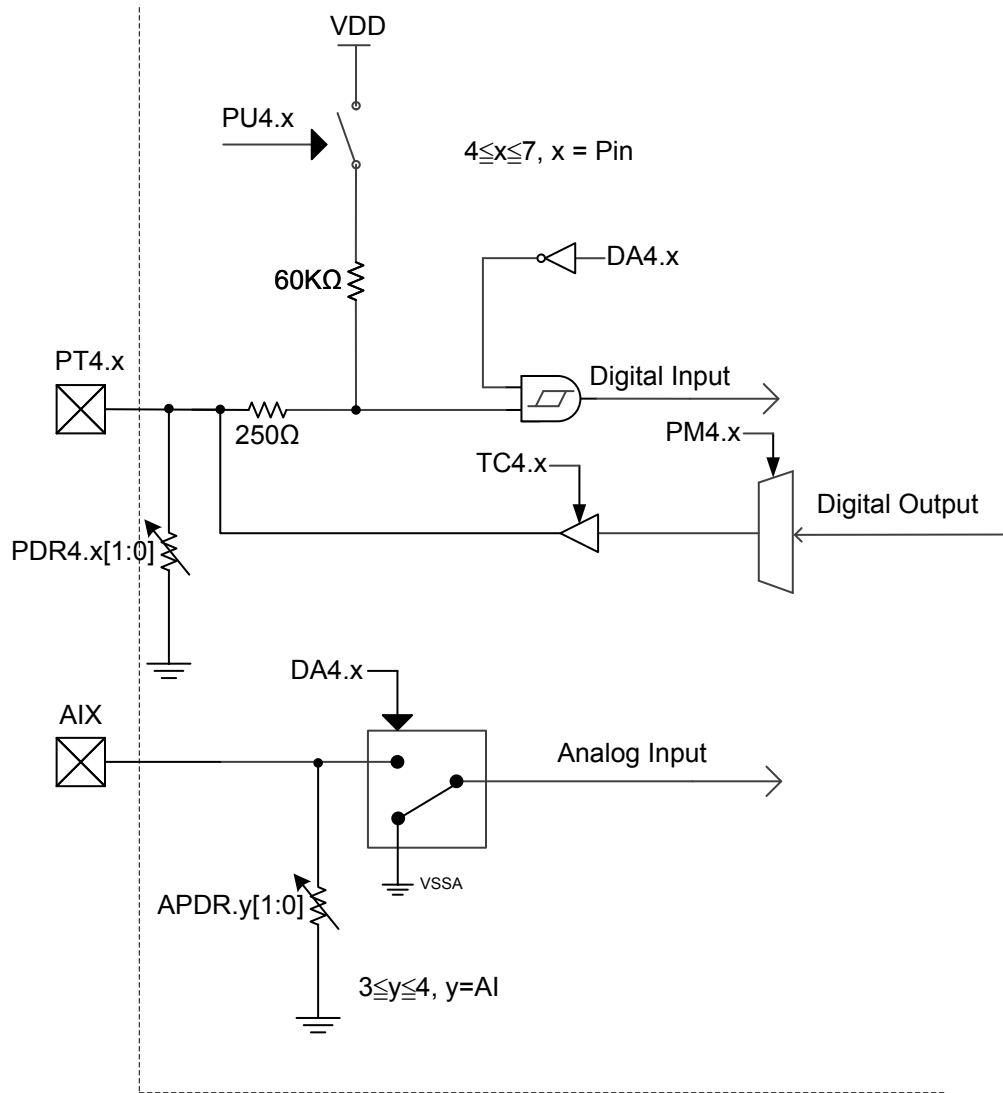 VDD
PU4.x
4≦x≦7, x = Pin
DA4.x
60KΩ
PT4.x
Digital Input
250Ω
PM4.x
TC4.x
Digital Output
PDR4.x[1:0]
DA4.x
AIX
Analog Input
VSSA
APDR.y[1:0]
3≦y≦4, y=AI